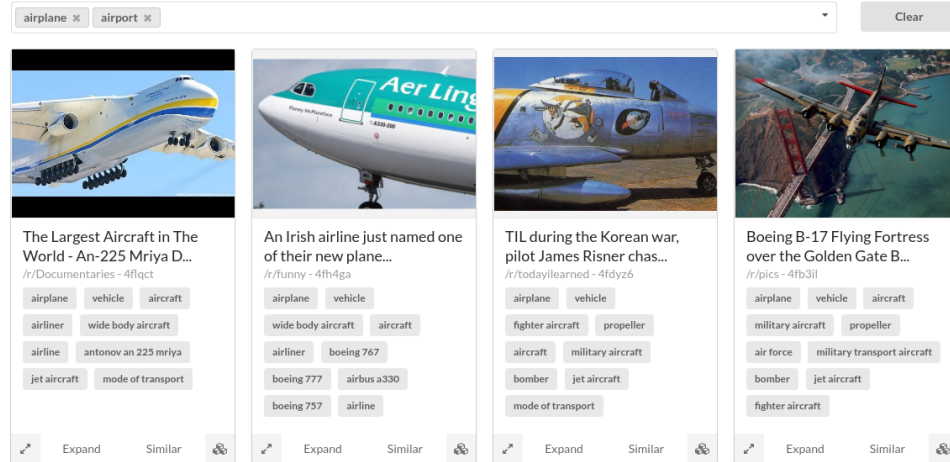 airplane × airport ×
Clear
Aer Ling
Planey McPlaneface
A330-300
The Largest Aircraft in The
World - An-225 Mriya D...
/r/Documentaries - 4flqct
airplane vehicle aircraft
airliner wide body aircraft
airline antonov an 225 mriya
jet aircraft mode of transport
Expand Similar
An Irish airline just named one
of their new plane...
/r/funny - 4fh4ga
airplane vehicle
wide body aircraft aircraft
airliner boeing 767
boeing 777 airbus a330
boeing 757 airline
Expand Similar
TIL during the Korean war,
pilot James Risner chas...
/r/todayilearned - 4fdyz6
airplane vehicle
fighter aircraft propeller
aircraft military aircraft
bomber jet aircraft
mode of transport
Expand Similar
Boeing B-17 Flying Fortress
over the Golden Gate B...
/r/pics - 4fb3il
airplane vehicle aircraft
military aircraft propeller
air force military transport aircraft
bomber jet aircraft
fighter aircraft
Expand Similar